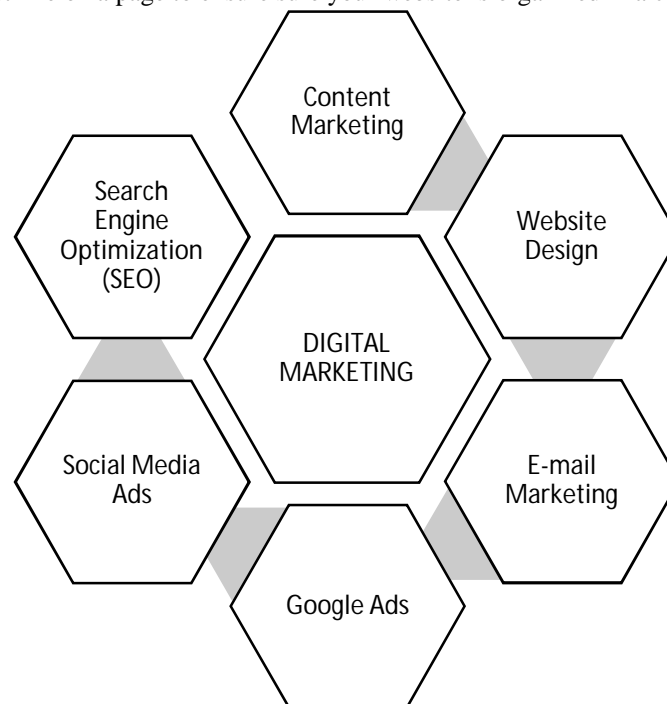 Content
Marketing
Search
Engine
Optimization
(SEO)
Website
Design
DIGITAL
MARKETING
Social Media
Ads
E-mail
Marketing
Google Ads